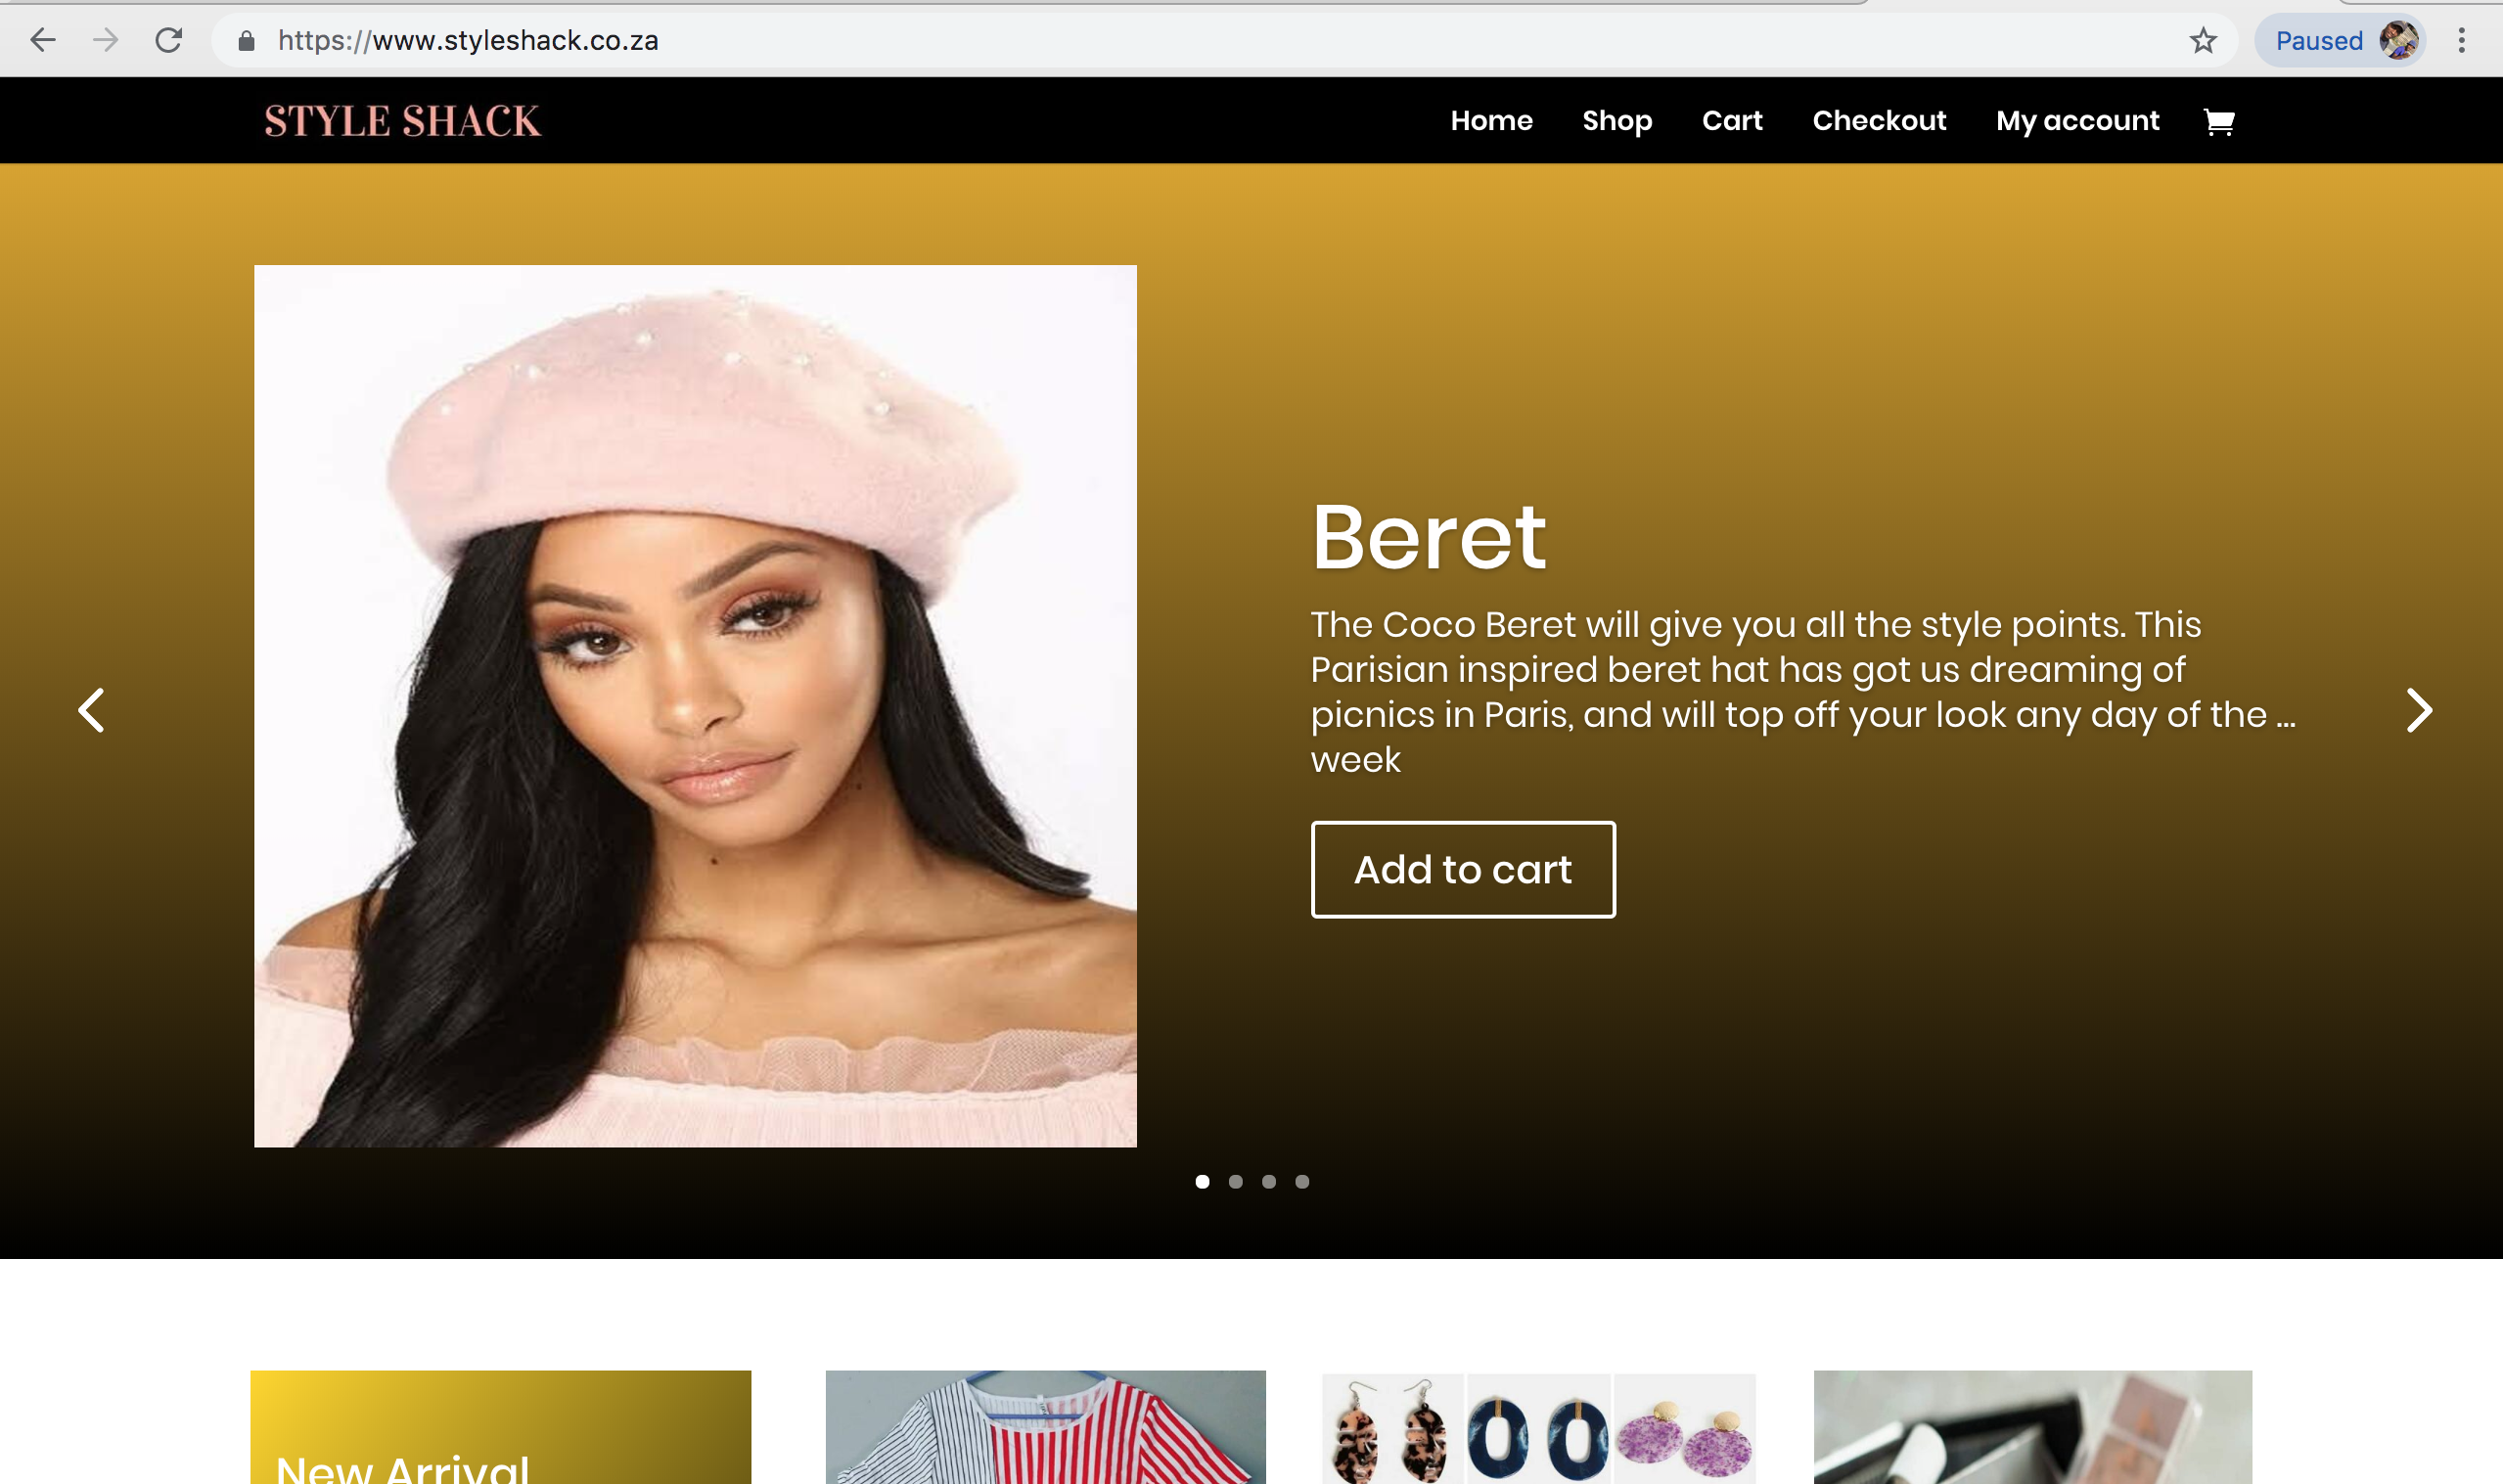 https://www.styleshack.co.za
Paused
STYLE SHACK
Home Shop Cart Checkout My account
Beret
The Coco Beret will give you all the style points. This
Parisian inspired beret hat has got us dreaming of
picnics in Paris, and will top off your look any day of the ...
week
Add to cart
New Arrival